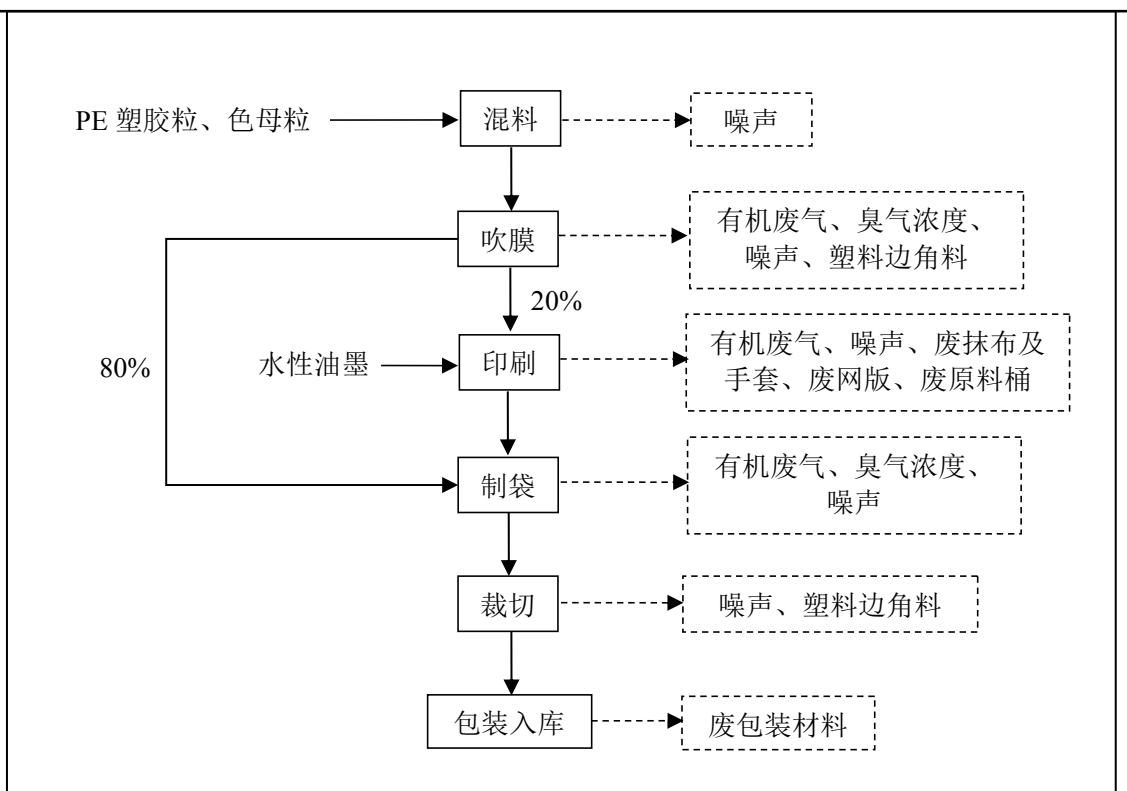 PE 塑胶粒、色母粒
混料
噪声
吹膜
有机废气、臭气浓度、
噪声、塑料边角料
20%
80%
水性油墨
印刷
有机废气、噪声、废抹布及
手套、废网版、废原料桶
制袋
有机废气、臭气浓度、
噪声
裁切
噪声、塑料边角料
包装入库
废包装材料